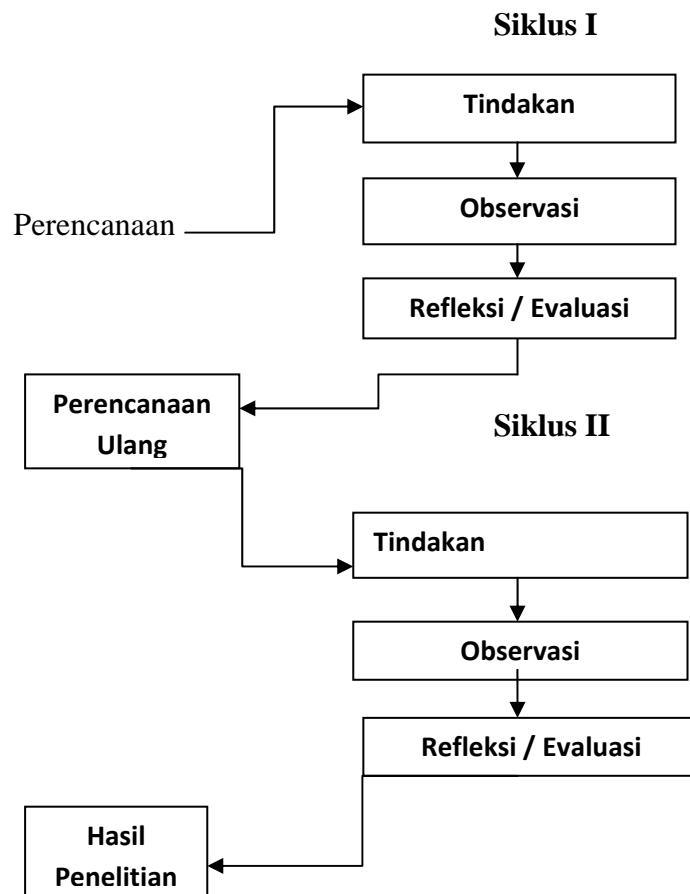 Siklus I
Tindakan
Observasi
Perencanaan
Refleksi / Evaluasi
Perencanaan
Ulang
Siklus II
Tindakan
Observasi
Refleksi / Evaluasi
Hasil
Penelitian